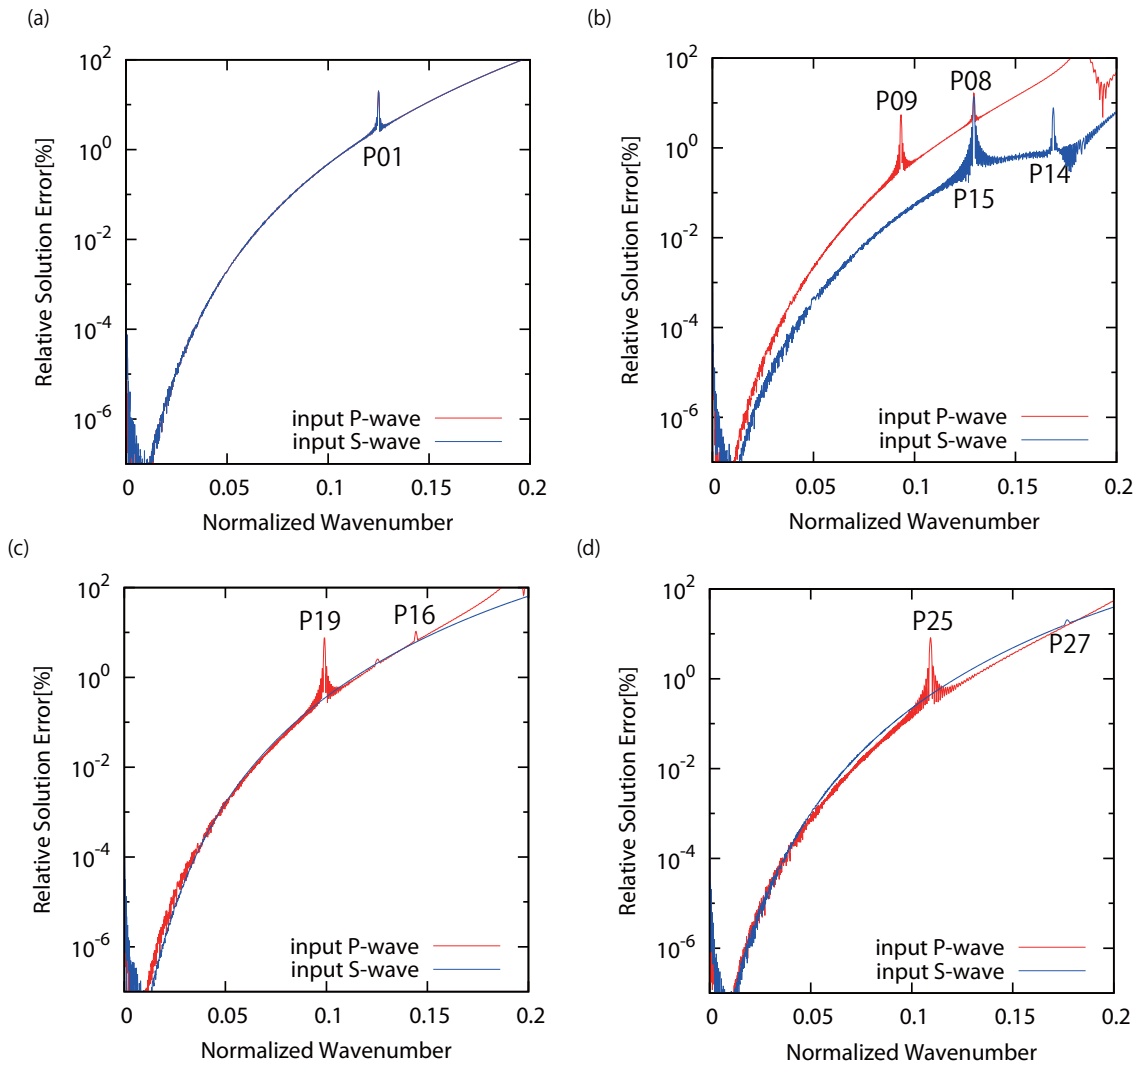 (a)
10^2
10^0
10^-2
10^-4
10^-6
Relative Solution Error[%]
P01
input P-wave
input S-wave
0
0.05
0.1
0.15
0.2
Normalized Wavenumber
(b)
10^2
10^0
10^-2
10^-4
10^-6
Relative Solution Error[%]
P09
P08
P15
P14
input P-wave
input S-wave
0
0.05
0.1
0.15
0.2
Normalized Wavenumber
(c)
10^2
10^0
10^-2
10^-4
10^-6
Relative Solution Error[%]
P19
P16
input P-wave
input S-wave
0
0.05
0.1
0.15
0.2
Normalized Wavenumber
(d)
10^2
10^0
10^-2
10^-4
10^-6
Relative Solution Error[%]
P25
P27
input P-wave
input S-wave
0
0.05
0.1
0.15
0.2
Normalized Wavenumber